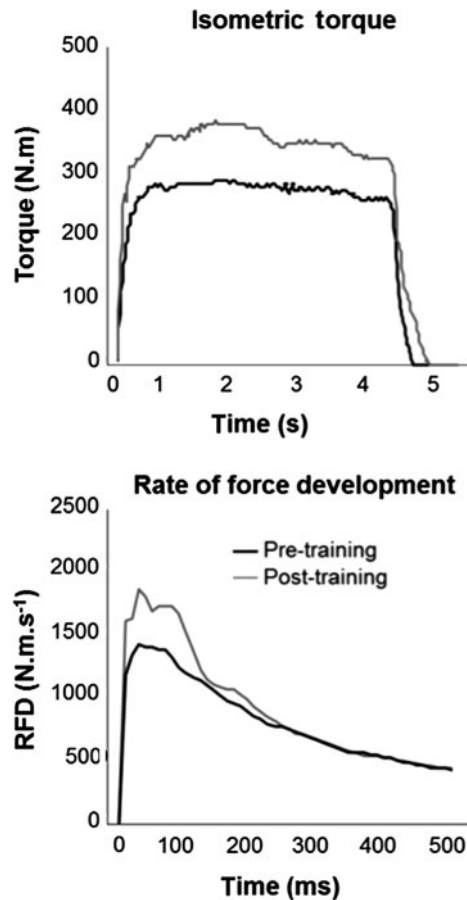 Isometric torque
500
400
300
200
100
0
Torque (N.m)
0 1 2 3 4 5
Time (s)
Rate of force development
2500
2000
1500
1000
500
0
RFD (N.m.s-1)
Pre-training
Post-training
0 100 200 300 400 500
Time (ms)